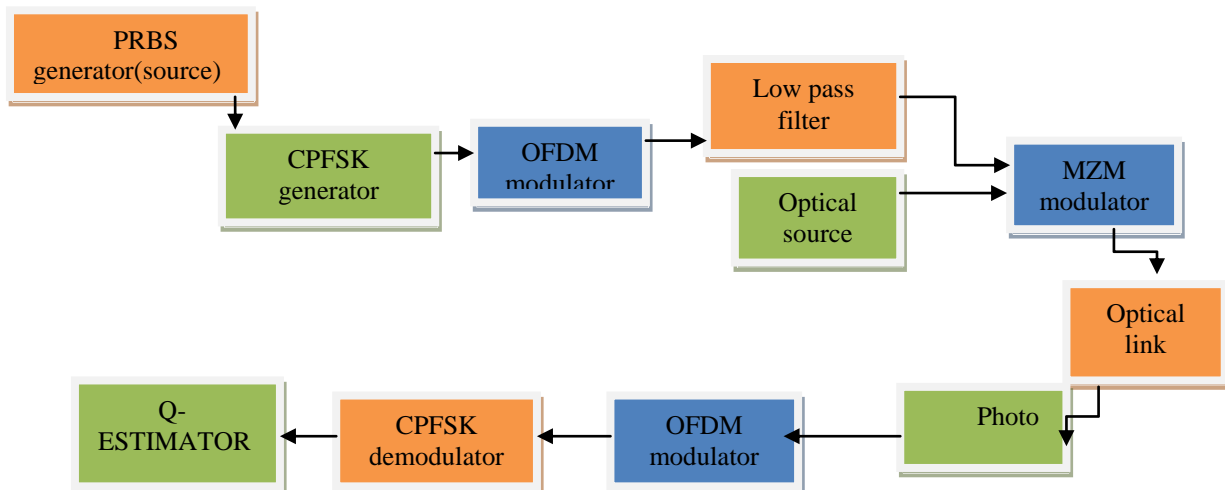 PRBS
generator(source)
CPFSK
generator
OFDM
modulator
Low pass
filter
Optical
source
MZM
modulator
Optical
link
Photo
OFDM
modulator
CPFSK
demodulator
Q-
ESTIMATOR